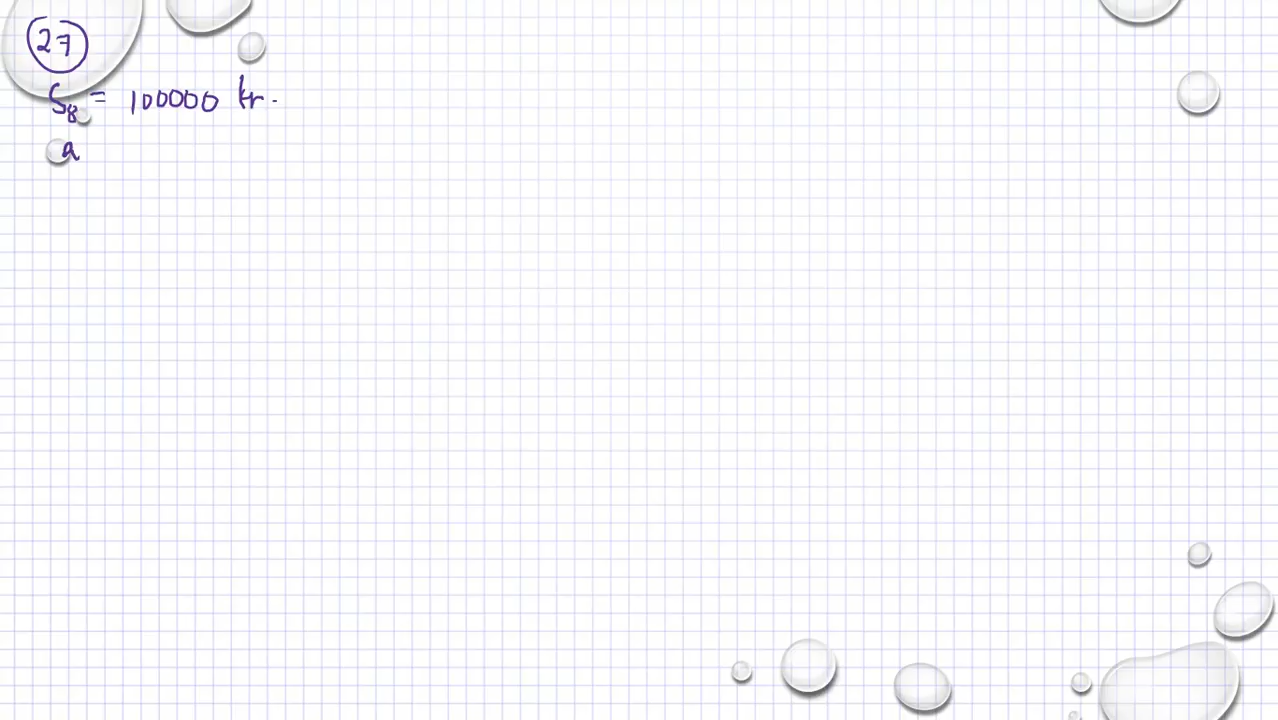 27
S₈ = 100000 kr.
a